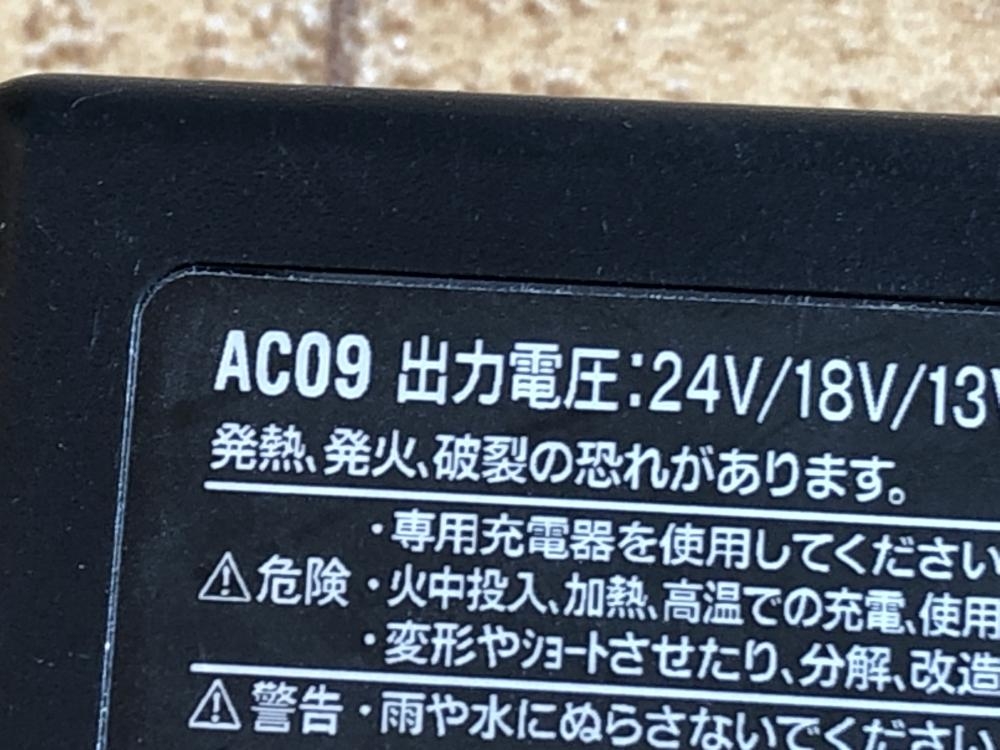 AC09 出力電圧:24V/18V/13V
発熱、発火、破裂の恐れがあります。
・専用充電器を使用してください
⚠危険・火中投入、加熱、高温での充電、使用
・変形やショートさせたり、分解、改造
⚠警告・雨や水にぬらさないでください